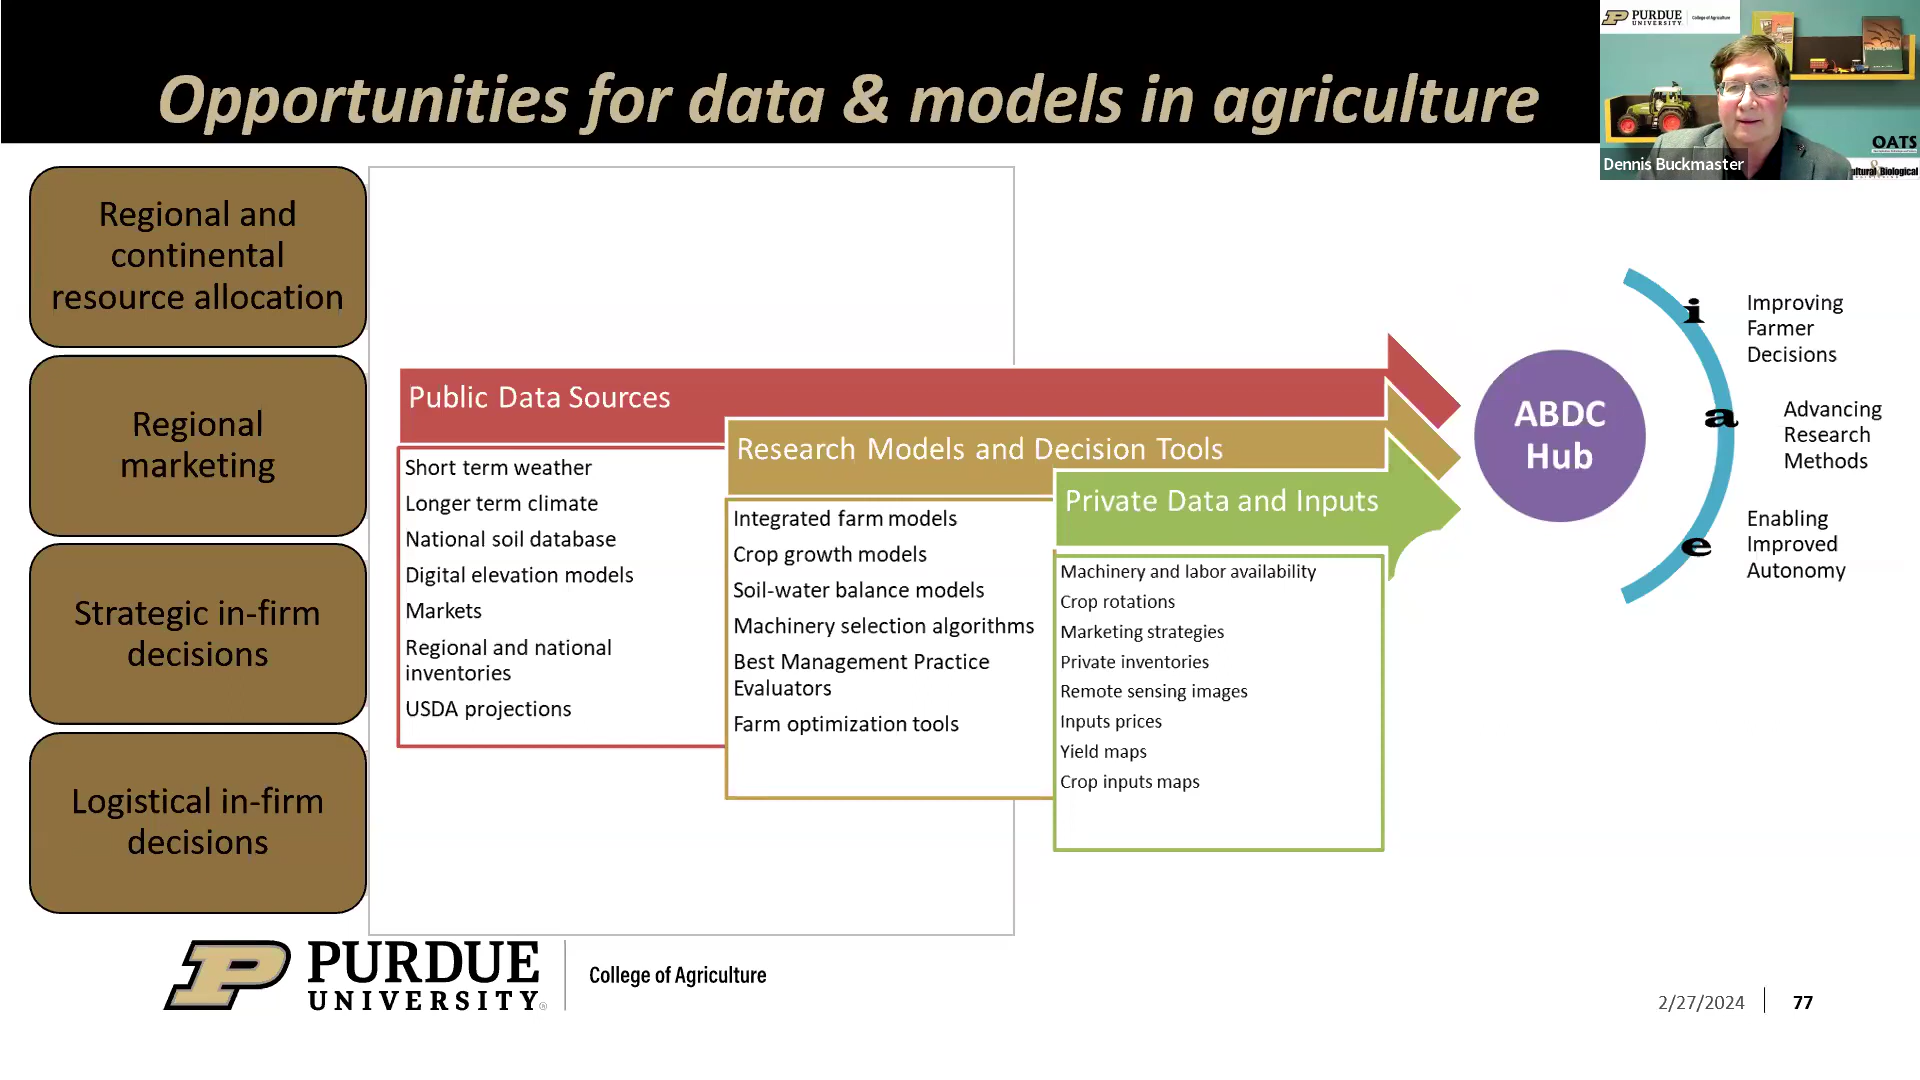 Opportunities for data & models in agriculture
PURDUE
UNIVERSITY
College of Agriculture
OATS
Dennis Buckmaster
Biological
Regional and
continental
resource allocation
Regional
marketing
Strategic in-firm
decisions
Logistical in-firm
decisions
Public Data Sources
Short term weather
Longer term climate
National soil database
Digital elevation models
Markets
Regional and national
inventories
USDA projections
Research Models and Decision Tools
Integrated farm models
Crop growth models
Soil-water balance models
Machinery selection algorithms
Best Management Practice
Evaluators
Farm optimization tools
Private Data and Inputs
Machinery and labor availability
Crop rotations
Marketing strategies
Private inventories
Remote sensing images
Inputs prices
Yield maps
Crop inputs maps
ABDC
Hub
i
Improving
Farmer
Decisions
a
Advancing
Research
Methods
e
Enabling
Improved
Autonomy
P PURDUE
UNIVERSITY®
College of Agriculture
2/27/2024
77